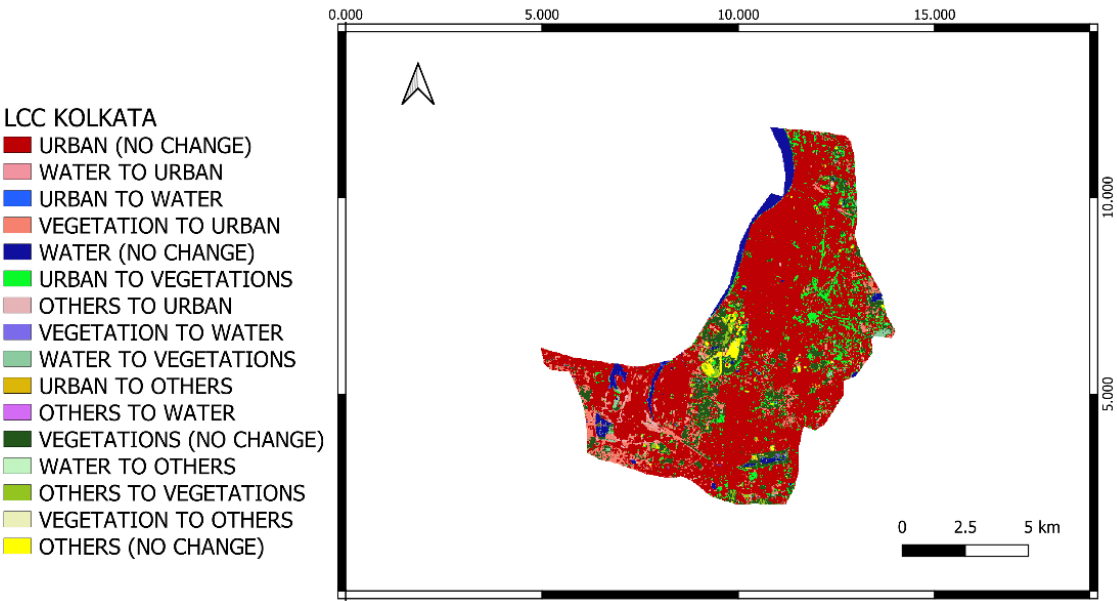 0.000 5.000 10.000 15.000
LCC KOLKATA
URBAN (NO CHANGE)
WATER TO URBAN
URBAN TO WATER
VEGETATION TO URBAN
WATER (NO CHANGE)
URBAN TO VEGETATIONS
OTHERS TO URBAN
VEGETATION TO WATER
WATER TO VEGETATIONS
URBAN TO OTHERS
OTHERS TO WATER
VEGETATIONS (NO CHANGE)
WATER TO OTHERS
OTHERS TO VEGETATIONS
VEGETATION TO OTHERS
OTHERS (NO CHANGE)
10.000
5.000
0 2.5 5 km